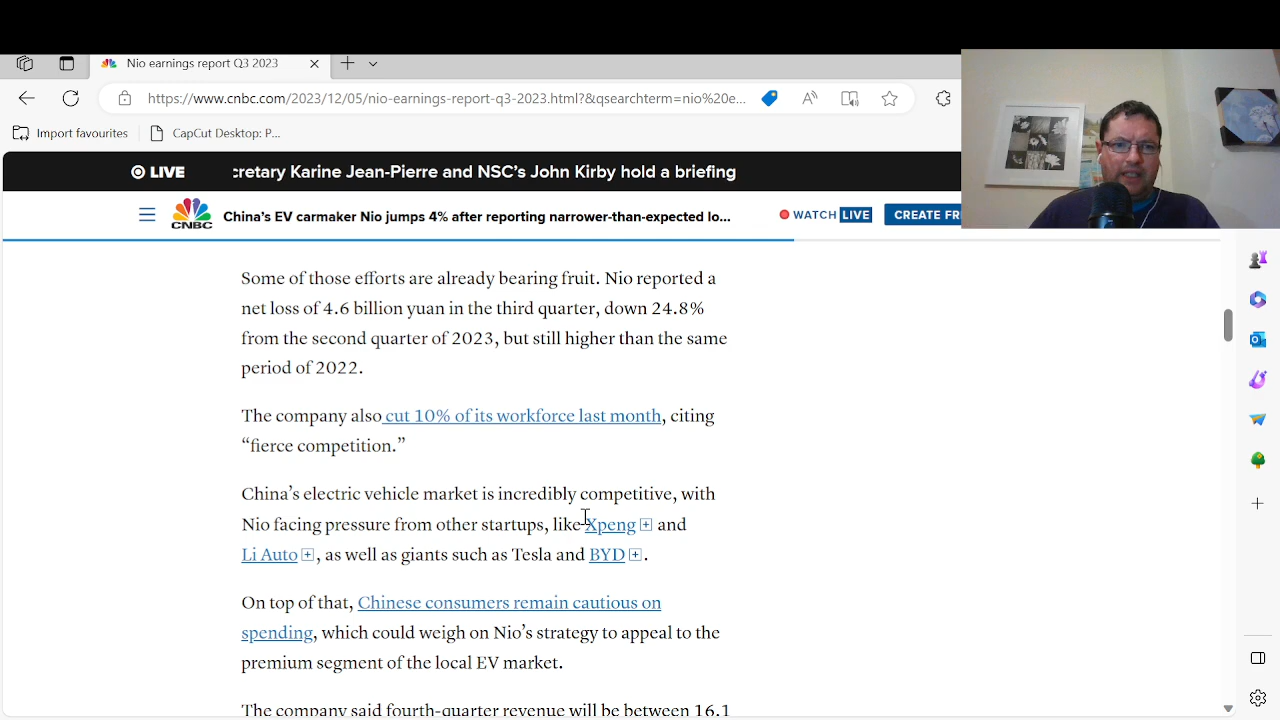 Nio earnings report Q3 2023
https://www.cnbc.com/2023/12/05/nio-earnings-report-q3-2023.html?&qsearchterm=nio%20e...
Import favourites
CapCut Desktop: P...
LIVE
cretary Karine Jean-Pierre and NSC's John Kirby hold a briefing
CNBC
China's EV carmaker Nio jumps 4% after reporting narrower-than-expected lo...
WATCH LIVE
CREATE FR
Some of those efforts are already bearing fruit. Nio reported a
net loss of 4.6 billion yuan in the third quarter, down 24.8%
from the second quarter of 2023, but still higher than the same
period of 2022.
The company also cut 10% of its workforce last month, citing
“fierce competition.”
China’s electric vehicle market is incredibly competitive, with
Nio facing pressure from other startups, like Xpeng and
Li Auto , as well as giants such as Tesla and BYD .
On top of that, Chinese consumers remain cautious on
spending, which could weigh on Nio’s strategy to appeal to the
premium segment of the local EV market.
The company said fourth-quarter revenue will be between 16.1